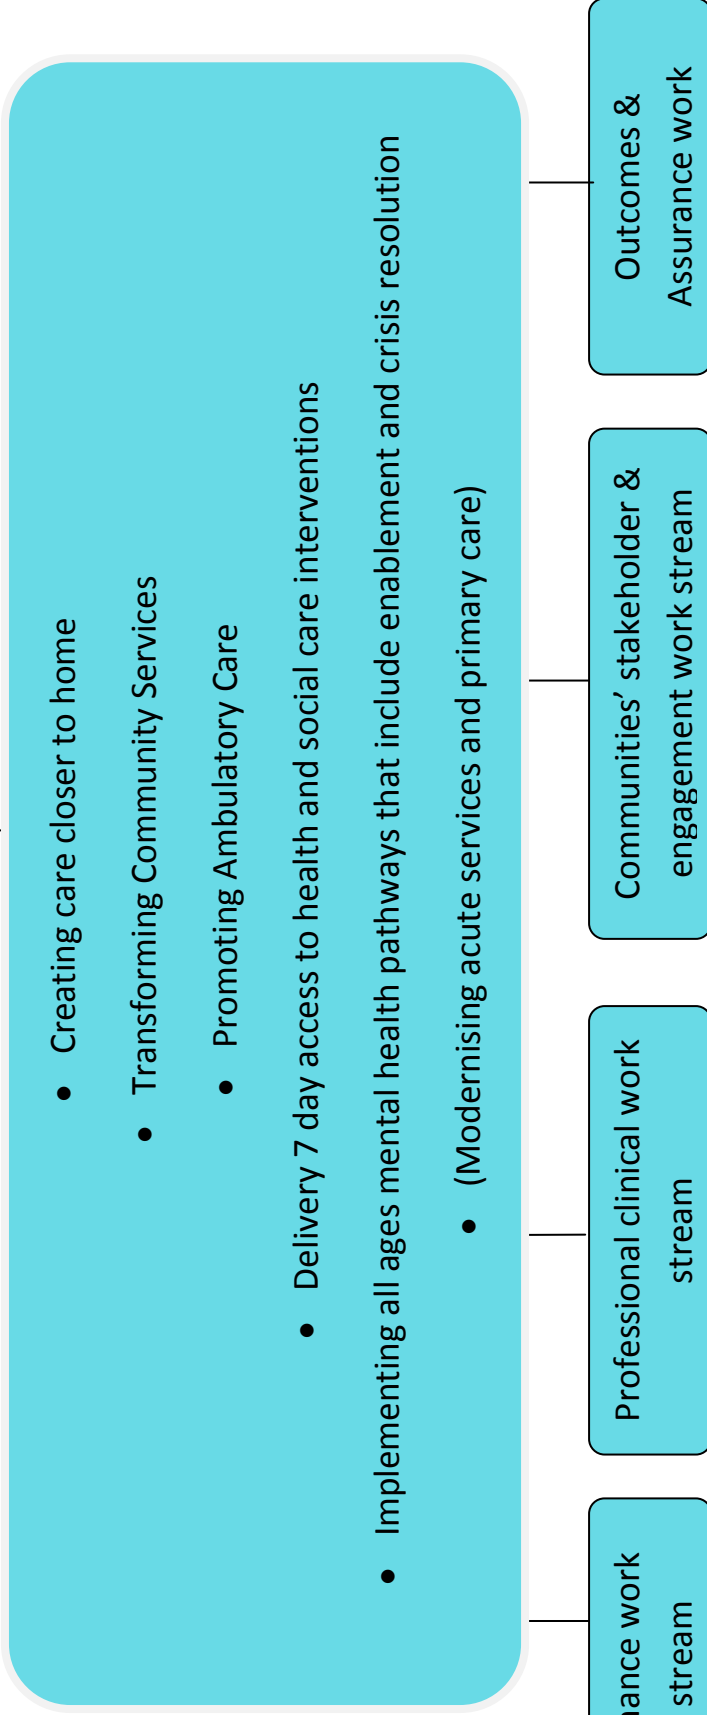 • Creating care closer to home
• Transforming Community Services
• Promoting Ambulatory Care
• Delivery 7 day access to health and social care interventions
• Implementing all ages mental health pathways that include enablement and crisis resolution
• (Modernising acute services and primary care)
work
stream
Professional clinical work
stream
Communities’ stakeholder &
engagement work stream
Outcomes &
Assurance work